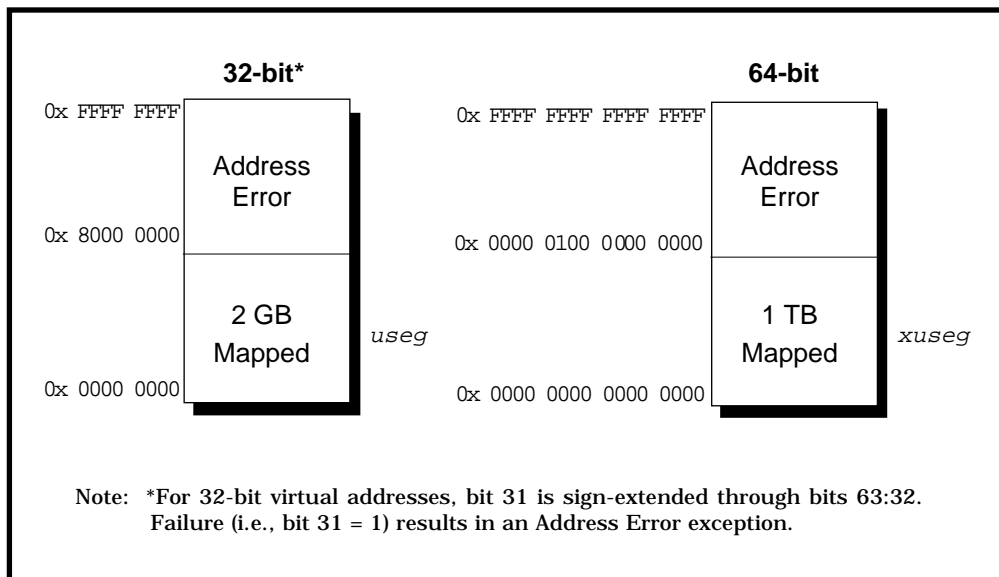 32-bit*
0x FFFF FFFF
Address
Error
0x 8000 0000
2 GB
Mapped
useg
0x 0000 0000
64-bit
0x FFFF FFFF FFFF FFFF
Address
Error
0x 0000 0100 0000 0000
1 TB
Mapped
xuseg
0x 0000 0000 0000 0000
Note: *For 32-bit virtual addresses, bit 31 is sign-extended through bits 63:32.
Failure (i.e., bit 31 = 1) results in an Address Error exception.